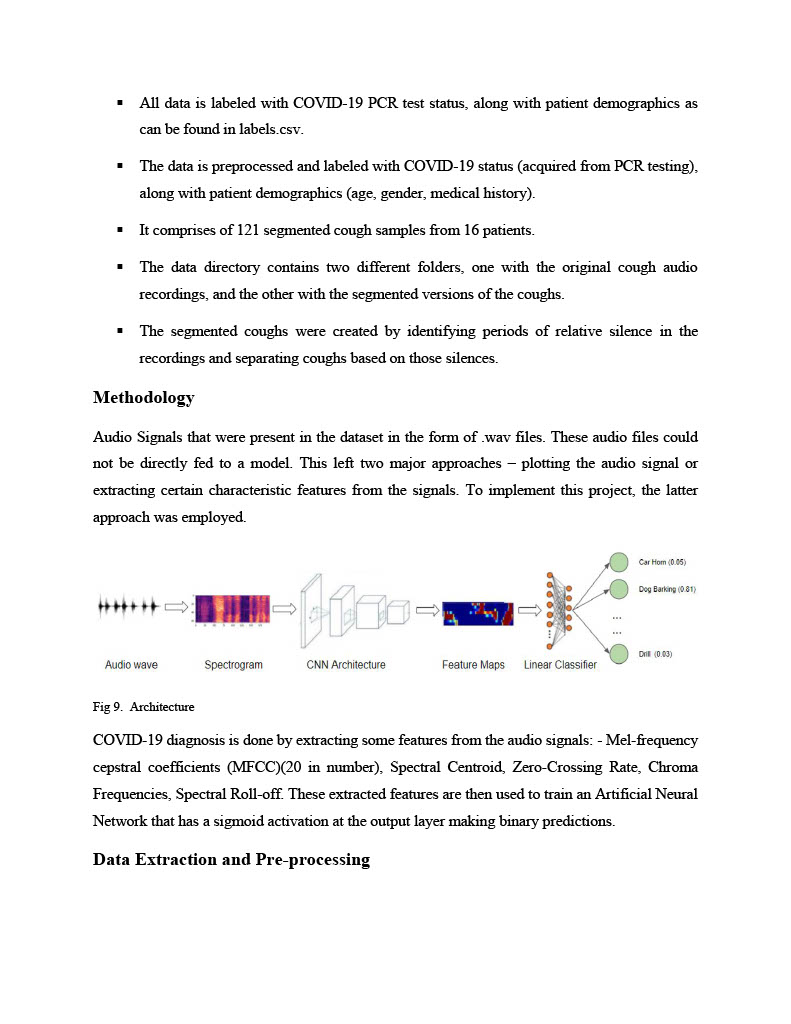 ▪ All data is labeled with COVID-19 PCR test status, along with patient demographics as
can be found in labels.csv.
▪ The data is preprocessed and labeled with COVID-19 status (acquired from PCR testing),
along with patient demographics (age, gender, medical history).
▪ It comprises of 121 segmented cough samples from 16 patients.
▪ The data directory contains two different folders, one with the original cough audio
recordings, and the other with the segmented versions of the coughs.
▪ The segmented coughs were created by identifying periods of relative silence in the
recordings and separating coughs based on those silences.
Methodology
Audio Signals that were present in the dataset in the form of .wav files. These audio files could
not be directly fed to a model. This left two major approaches – plotting the audio signal or
extracting certain characteristic features from the signals. To implement this project, the latter
approach was employed.
Car Horn (0.05)
Dog Barking (0.81)
...
...
Drill (0.03)
Audio wave Spectrogram CNN Architecture Feature Maps Linear Classifier
Fig 9. Architecture
COVID-19 diagnosis is done by extracting some features from the audio signals: - Mel-frequency
cepstral coefficients (MFCC)(20 in number), Spectral Centroid, Zero-Crossing Rate, Chroma
Frequencies, Spectral Roll-off. These extracted features are then used to train an Artificial Neural
Network that has a sigmoid activation at the output layer making binary predictions.
Data Extraction and Pre-processing